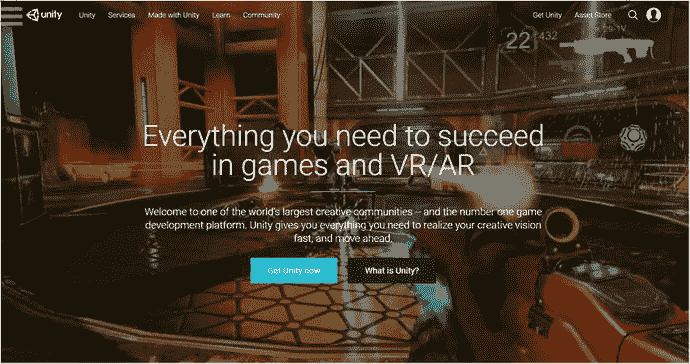 unity Unity Services Made with Unity Learn Community Get Unity Asset Store
22 432
Everything you need to succeed
in games and VR/AR
Welcome to one of the world's largest creative communities – and the number one game
development platform. Unity gives you everything you need to realize your creative vision
fast, and move ahead.
Get Unity now What is Unity?